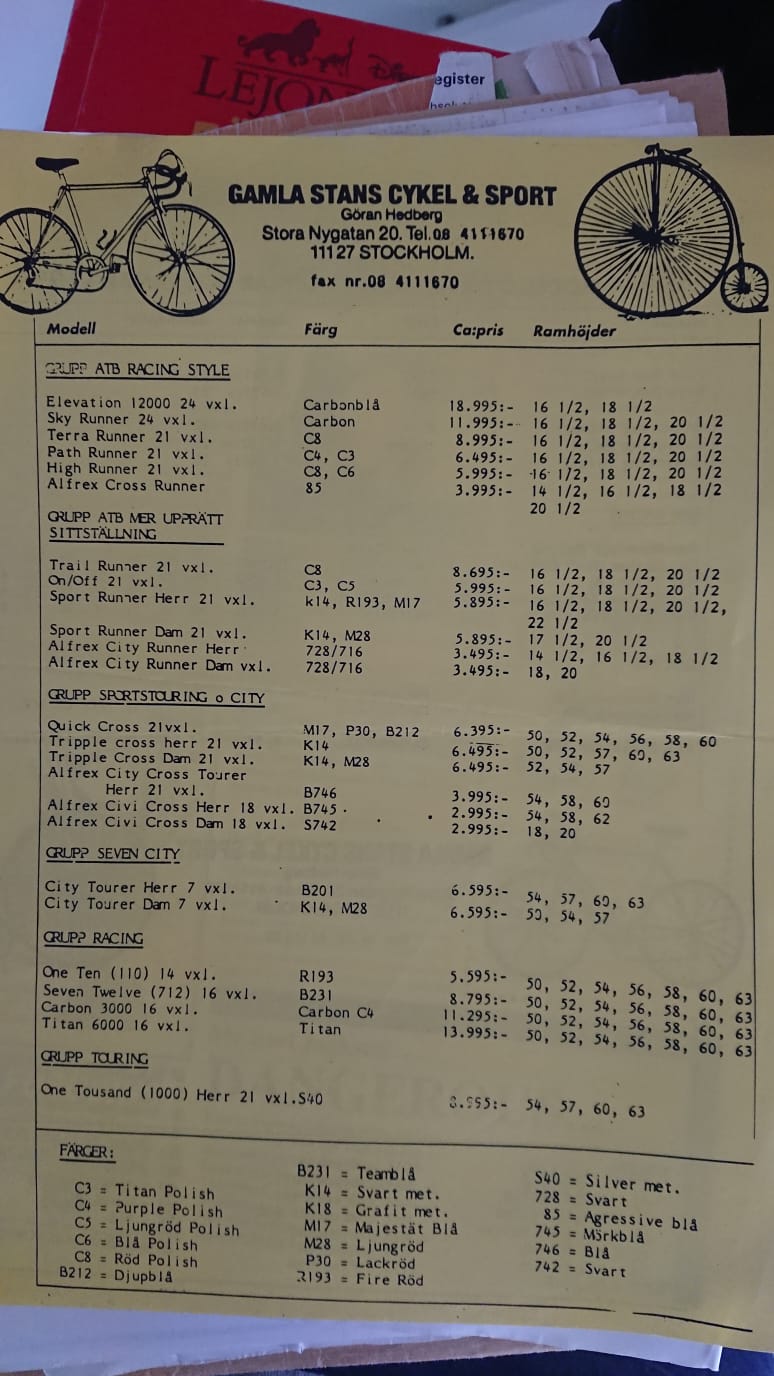 LEJON
Disney
egister
GAMLA STANS CYKEL & SPORT
Göran Hedberg
Stora Nygatan 20. Tel.08 4111670
111 27 STOCKHOLM.
fax nr.08 4111670
Modell Färg Ca:pris Ramhöjder
GRUPP ATB RACING STYLE
Elevation 12000 24 vxl. Carbonblå 18.995:- 16 1/2, 18 1/2
Sky Runner 24 vxl. Carbon 11.995:- 16 1/2, 18 1/2, 20 1/2
Terra Runner 21 vxl. C8 8.995:- 16 1/2, 18 1/2, 20 1/2
Path Runner 21 vxl. C4, C3 6.495:- 16 1/2, 18 1/2, 20 1/2
High Runner 21 vxl. C8, C6 5.995:- 16 1/2, 18 1/2, 20 1/2
Alfrex Cross Runner 85 3.995:- 14 1/2, 16 1/2, 18 1/2
20 1/2
GRUPP ATB MER UPPRÄTT
SITTSTÄLLNING
Trail Runner 21 vxl. C8 8.695:- 16 1/2, 18 1/2, 20 1/2
On/Off 21 vxl. C3, C5 5.995:- 16 1/2, 18 1/2, 20 1/2
Sport Runner Herr 21 vxl. k14, R193, M17 5.895:- 16 1/2, 18 1/2, 20 1/2,
22 1/2
Sport Runner Dam 21 vxl. K14, M28 5.895:- 17 1/2, 20 1/2
Alfrex City Runner Herr 728/716 3.495:- 14 1/2, 16 1/2, 18 1/2
Alfrex City Runner Dam vxl. 728/716 3.495:- 18, 20
GRUPP SPORTSTOURING o CITY
Quick Cross 21vxl. M17, P30, B212 6.395:- 50, 52, 54, 56, 58, 60
Tripple cross herr 21 vxl. K14 6.495:- 50, 52, 57, 60, 63
Tripple Cross Dam 21 vxl. K14, M28 6.495:- 52, 54, 57
Alfrex City Cross Tourer
Herr 21 vxl. B746 3.995:- 54, 58, 60
Alfrex Civi Cross Herr 18 vxl. B745 2.995:- 54, 58, 62
Alfrex Civi Cross Dam 18 vxl. S742 2.995:- 18, 20
GRUPP SEVEN CITY
City Tourer Herr 7 vxl. B201 6.595:- 54, 57, 60, 63
City Tourer Dam 7 vxl. K14, M28 6.595:- 50, 54, 57
GRUPP RACING
One Ten (110) 14 vxl. R193 5.595:- 50, 52, 54, 56, 58, 60, 63
Seven Twelve (712) 16 vxl. B231 8.795:- 50, 52, 54, 56, 58, 60, 63
Carbon 3000 16 vxl. Carbon C4 11.295:- 50, 52, 54, 56, 58, 60, 63
Titan 6000 16 vxl. Titan 13.995:- 50, 52, 54, 56, 58, 60, 63
GRUPP TOURING
One Tousand (1000) Herr 21 vxl.S40 8.995:- 54, 57, 60, 63
FÄRGER:
C3 = Titan Polish
C4 = Purple Polish
C5 = Ljungröd Polish
C6 = Blå Polish
C8 = Röd Polish
B212 = Djupblå
B231 = Teamblå
K14 = Svart met.
K18 = Grafit met.
M17 = Majestät Blå
M28 = Ljungröd
P30 = Lackröd
R193 = Fire Röd
S40 = Silver met.
728 = Svart
85 = Agressive blå
745 = Mörkblå
746 = Blå
742 = Svart